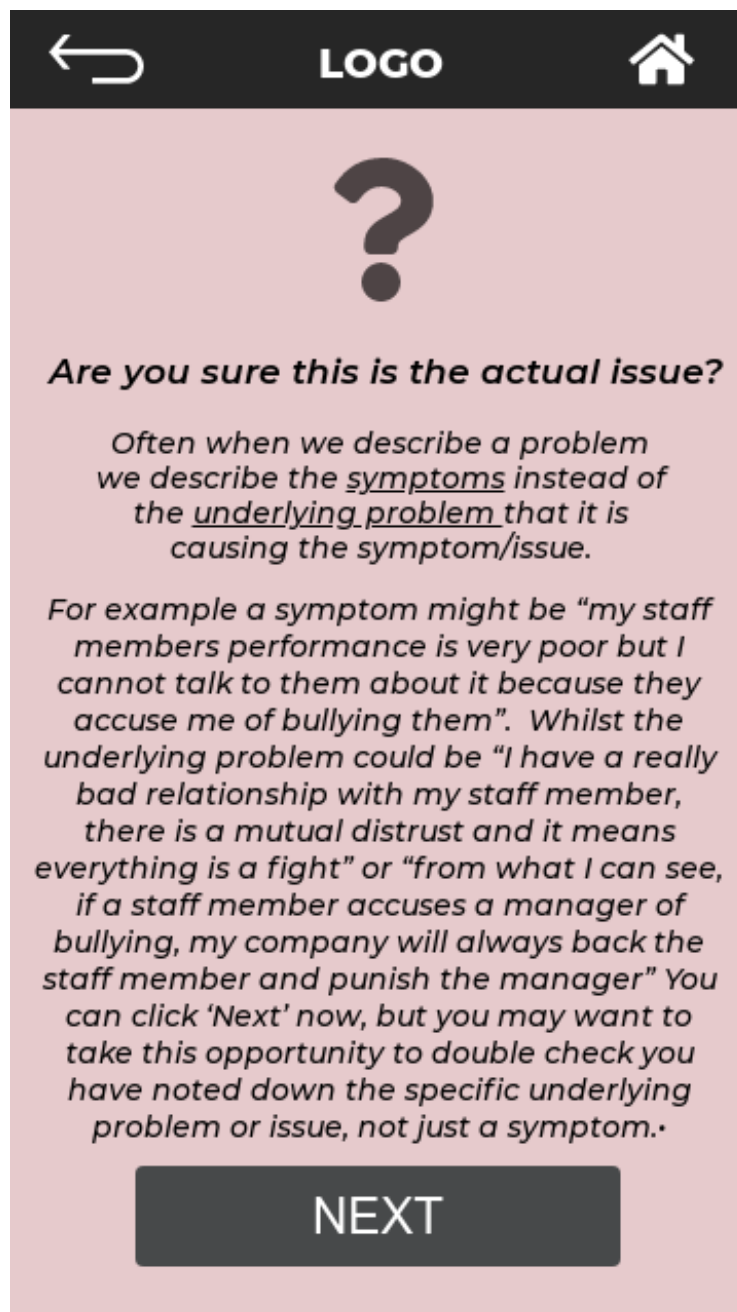 LOGO
?
Are you sure this is the actual issue?
Often when we describe a problem
we describe the symptoms instead of
the underlying problem that it is
causing the symptom/issue.
For example a symptom might be “my staff
members performance is very poor but I
cannot talk to them about it because they
accuse me of bullying them”.  Whilst the
underlying problem could be “I have a really
bad relationship with my staff member,
there is a mutual distrust and it means
everything is a fight” or “from what I can see,
if a staff member accuses a manager of
bullying, my company will always back the
staff member and punish the manager” You
can click ‘Next’ now, but you may want to
take this opportunity to double check you
have noted down the specific underlying
problem or issue, not just a symptom.•
NEXT